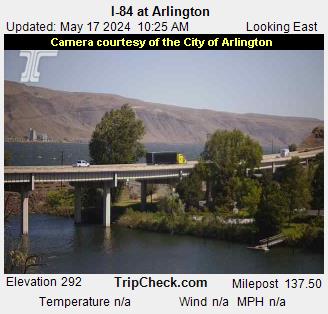 I-84 at Arlington
Updated: May 17 2024 10:25 AM Looking East
Camera courtesy of the City of Arlington
Elevation 292 TripCheck.com Milepost 137.50
Temperature n/a Wind n/a MPH n/a